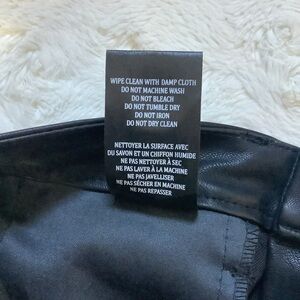 WIPE CLEAN WITH DAMP CLOTH
DO NOT MACHINE WASH
DO NOT BLEACH
DO NOT TUMBLE DRY
DO NOT IRON
DO NOT DRY CLEAN
NETTOYER LA SURFACE AVEC
DU SAVON ET UN CHIFFON HUMIDE
NE PAS NETTOYER À SEC
NE PAS LAVER À LA MACHINE
NE PAS JAVELLISER
NE PAS SÉCHER EN MACHINE
NE PAS REPASSER